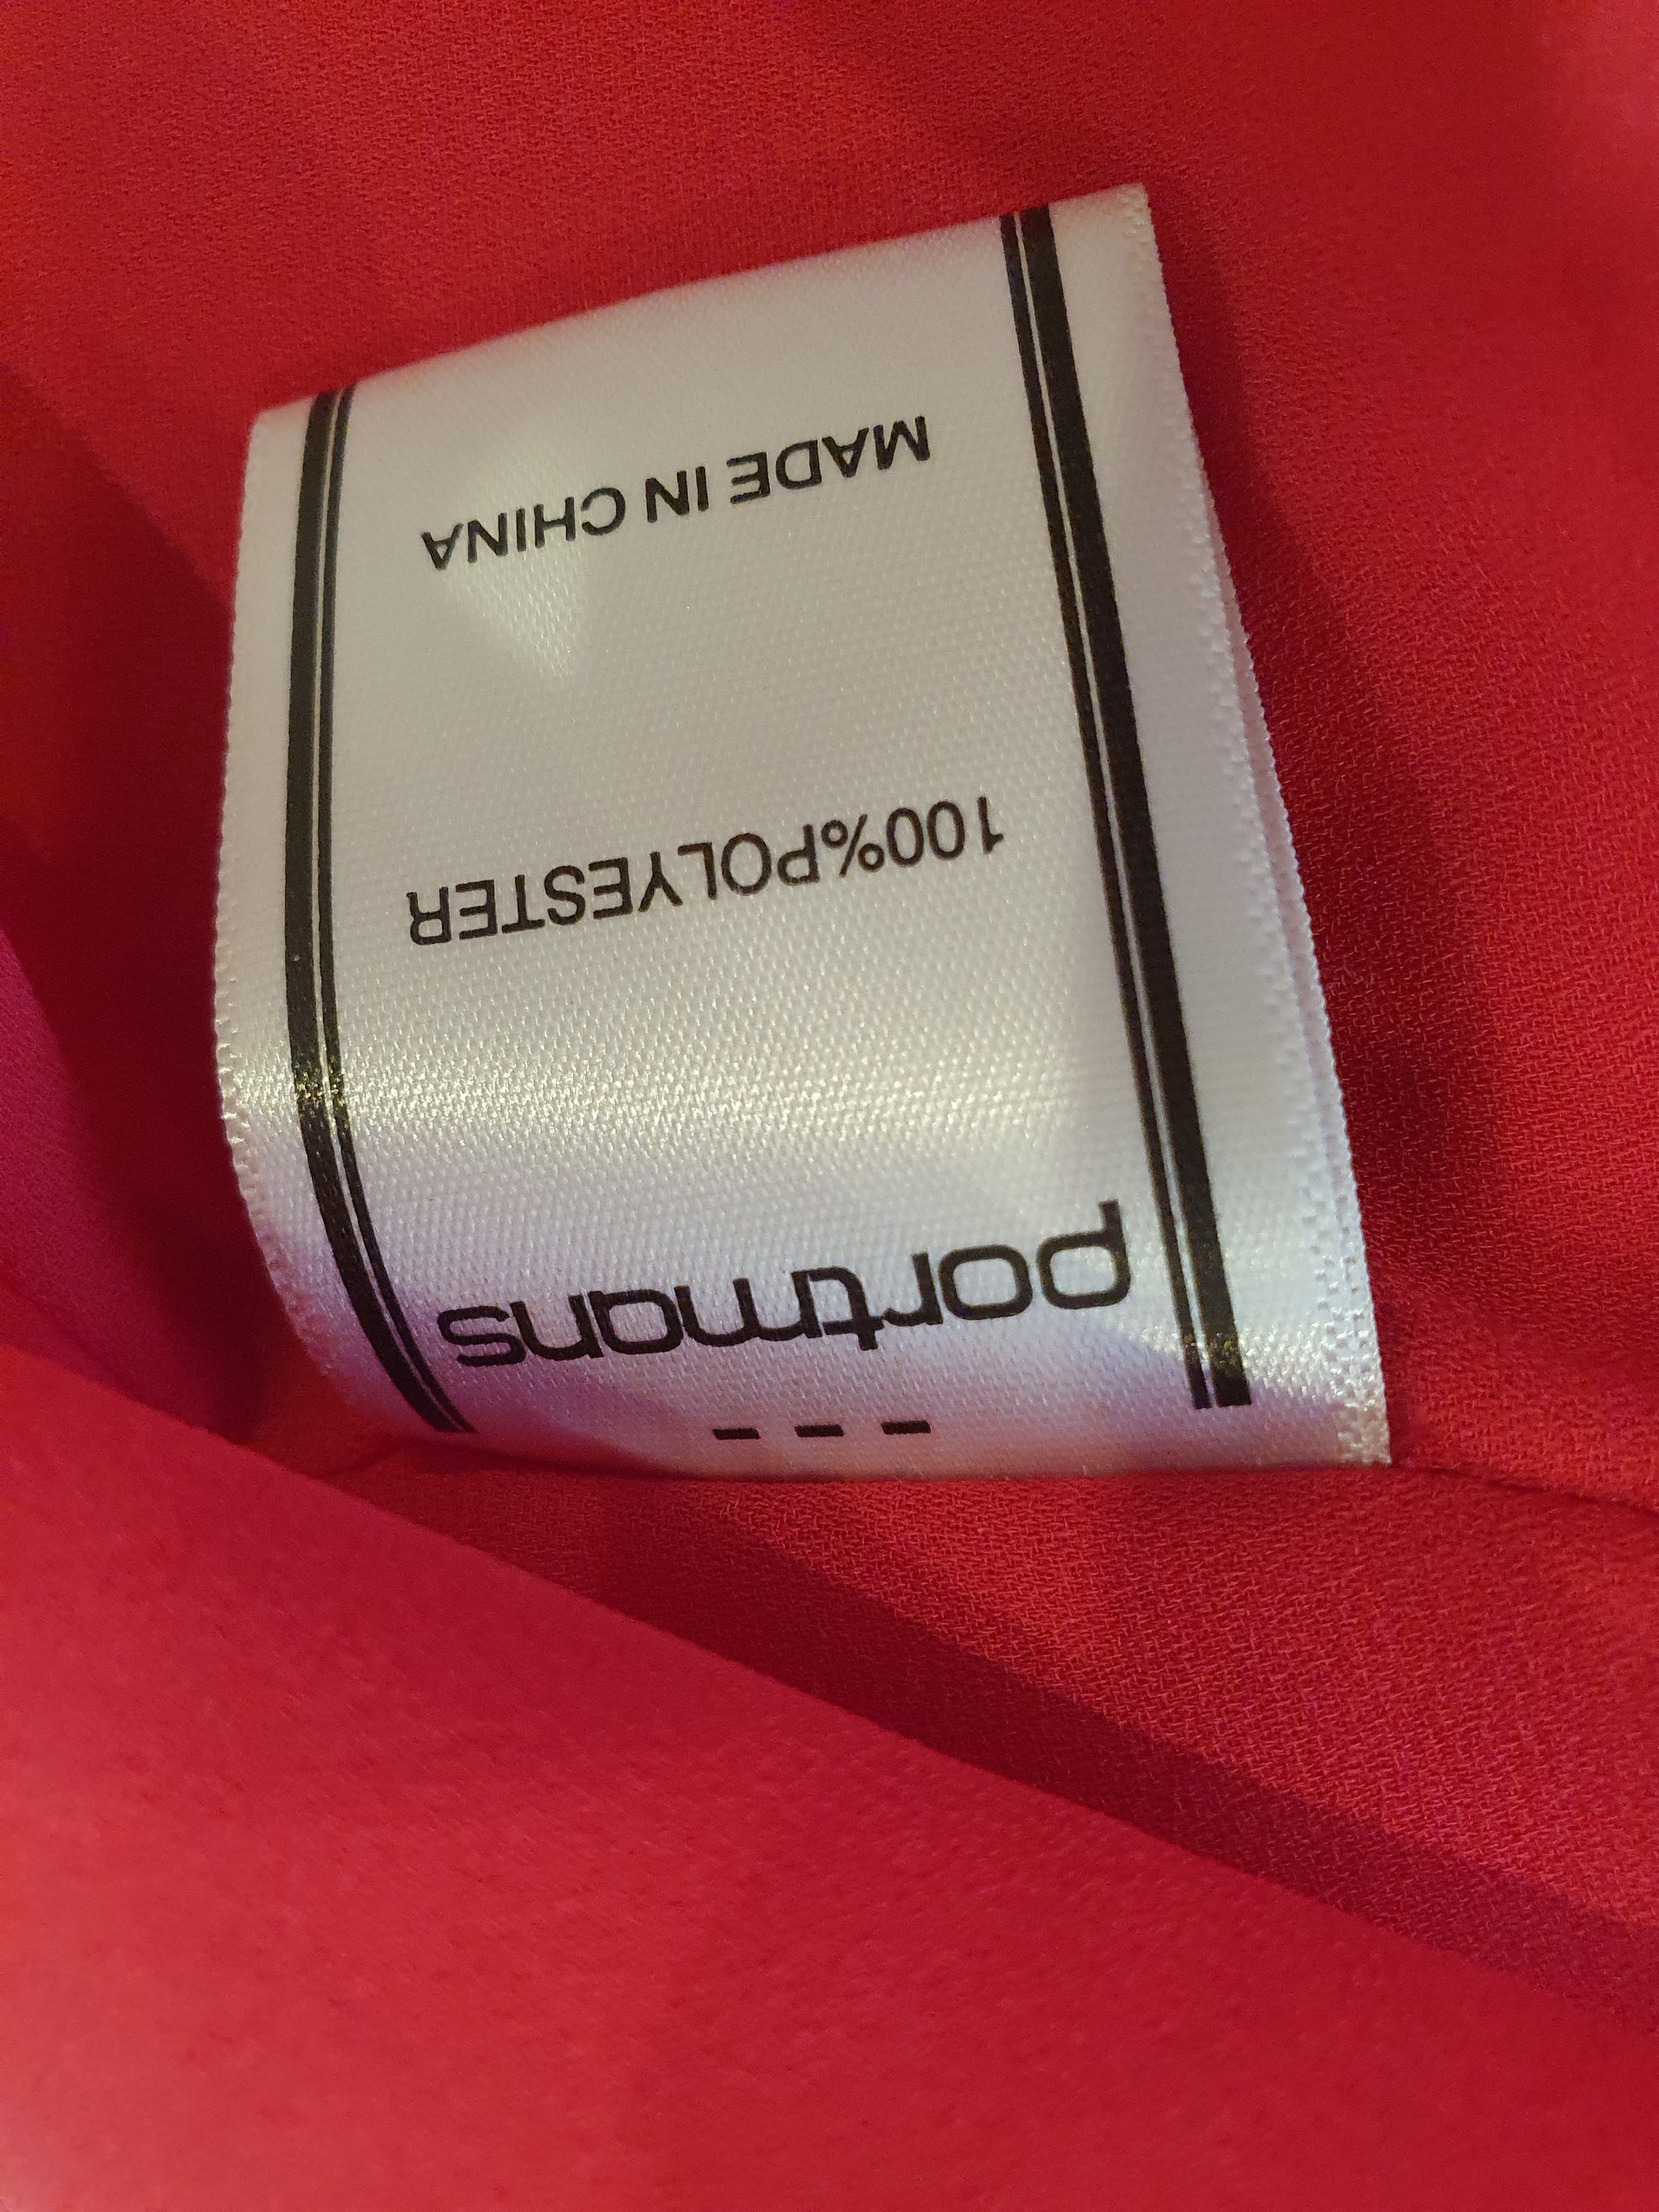 portmans
100%POLYESTER
MADE IN CHINA